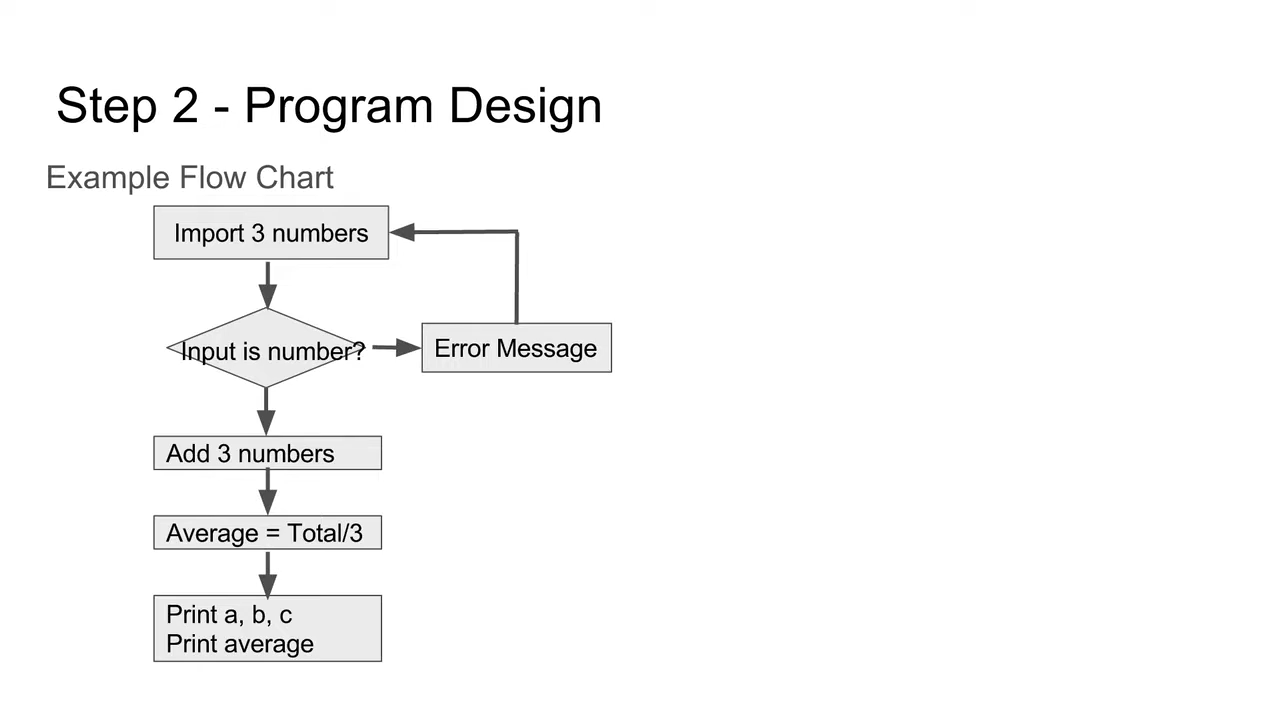 Step 2 - Program Design
Example Flow Chart
Import 3 numbers
Input is number?
Error Message
Add 3 numbers
Average = Total/3
Print a, b, c
Print average